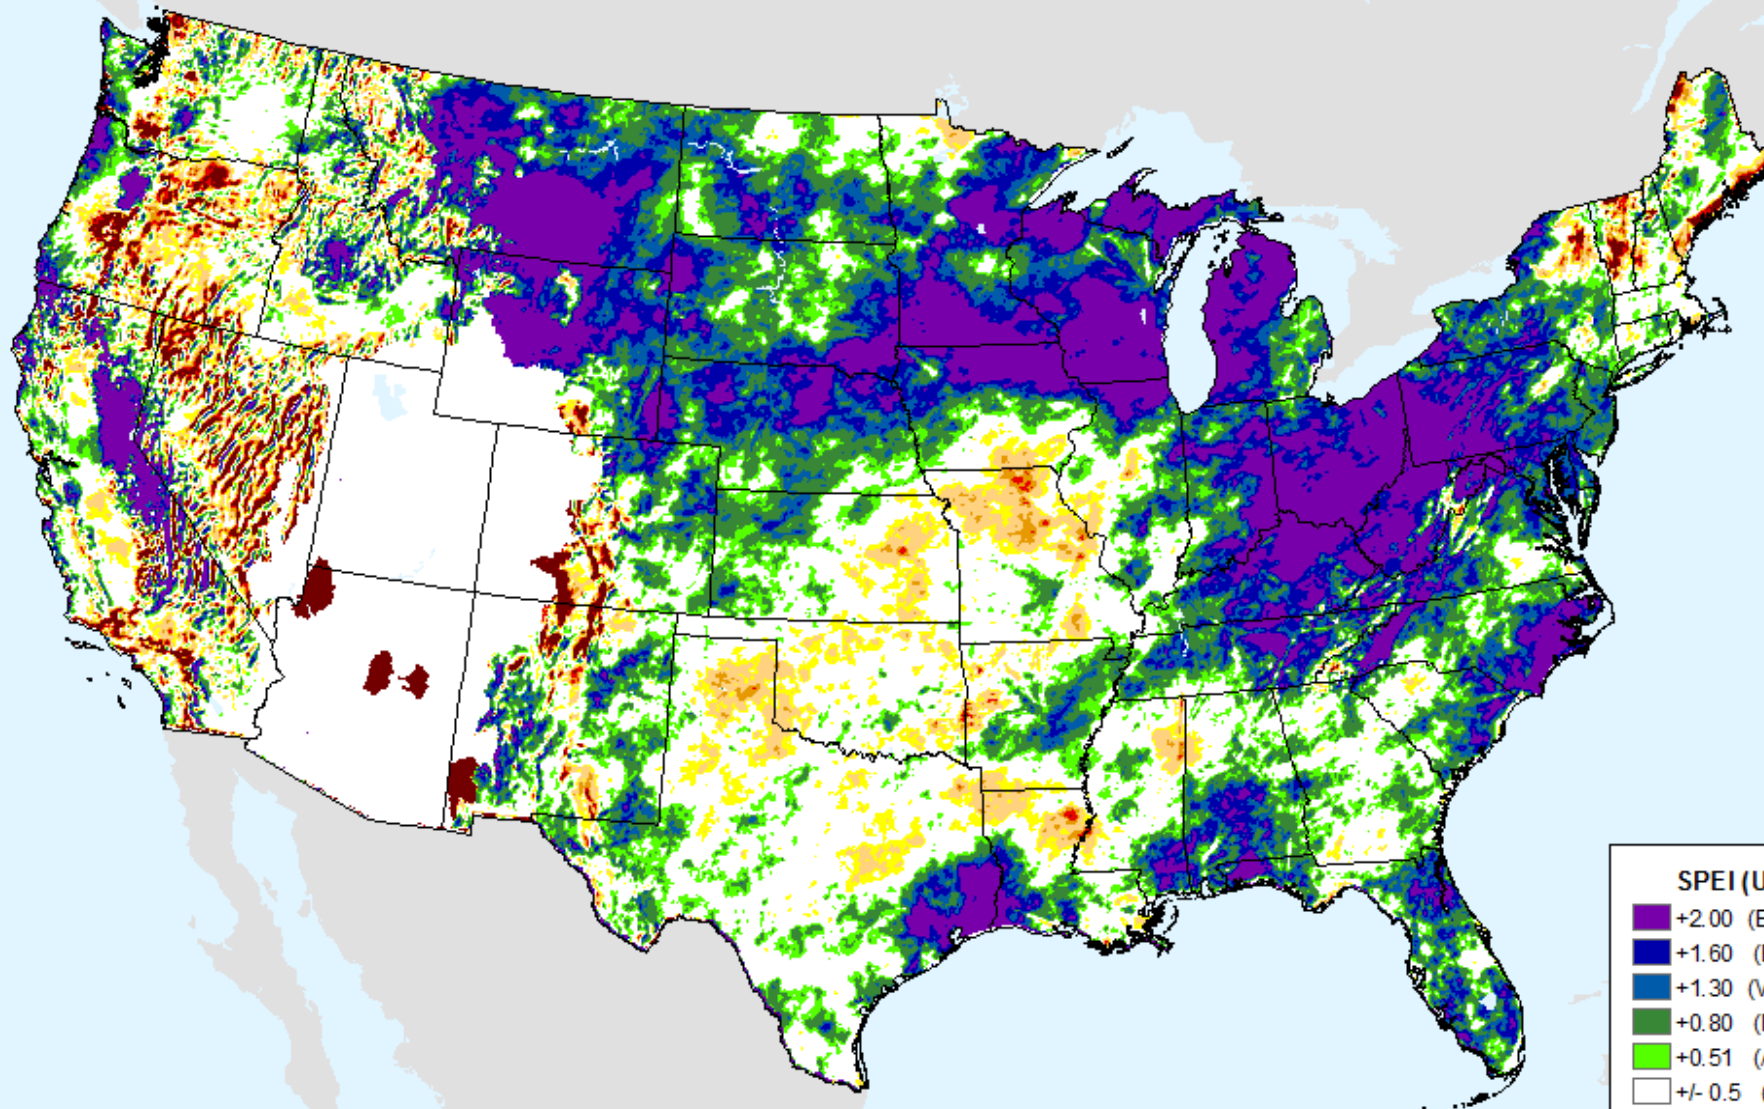 SPEI (U
+2.00 (E
+1.60 (
+1.30 (V
+0.80 (
+0.51 (
+/- 0.5 (